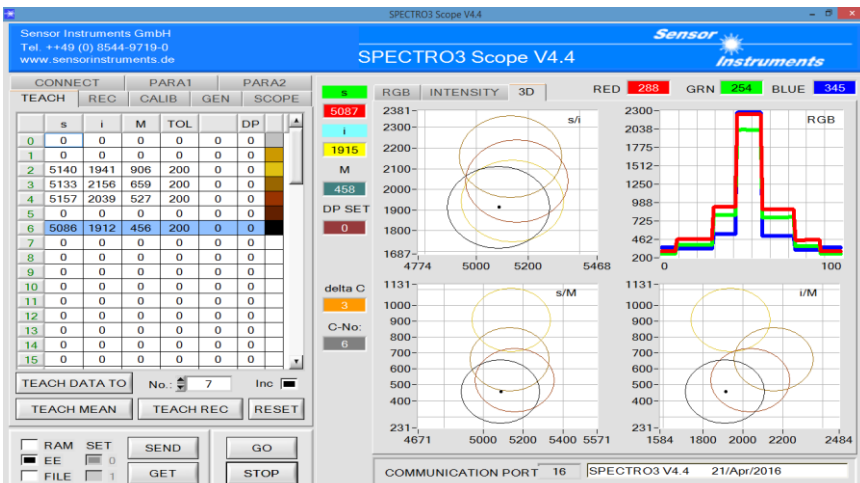 SPECTRO3 Scope V4.4
Sensor Instruments GmbH
Tel. ++49 (0) 8544-9719-0
www.sensorinstruments.de
SPECTRO3 Scope V4.4
Sensor
Instruments
CONNECT PARA1 PARA2
TEACH REC CALIB GEN SCOPE
s i M TOL DP
0 0 0 0 0 0 0
1 0 0 0 0 0 0
2 5140 1941 906 200 0 0
3 5133 2156 659 200 0 0
4 5157 2039 527 200 0 0
5 0 0 0 0 0 0
6 5086 1912 456 200 0 0
7 0 0 0 0 0 0
8 0 0 0 0 0 0
9 0 0 0 0 0 0
10 0 0 0 0 0 0
11 0 0 0 0 0 0
12 0 0 0 0 0 0
13 0 0 0 0 0 0
14 0 0 0 0 0 0
15 0 0 0 0 0 0
TEACH DATA TO No.: 7 Inc
TEACH MEAN TEACH REC RESET
RAM SET SEND GO
EE 0
FILE 1 GET STOP
s
5087
i
1915
M
458
DP SET
0
delta C
3
C-No:
6
RGB INTENSITY 3D RED 288 GRN 254 BLUE 345
s/i
2381
2300
2200
2100
2000
1900
1800
1687
4774 5000 5200 5468
RGB
2300
2038
1775
1512
1250
988
725
462
200
0 100
s/M
1131
1000
900
800
700
600
500
400
231
4671 5000 5200 5400 5571
i/M
1131
1000
900
800
700
600
500
400
231
1584 1800 2000 2200 2484
COMMUNICATION PORT 16 SPECTRO3 V4.4 21/Apr/2016